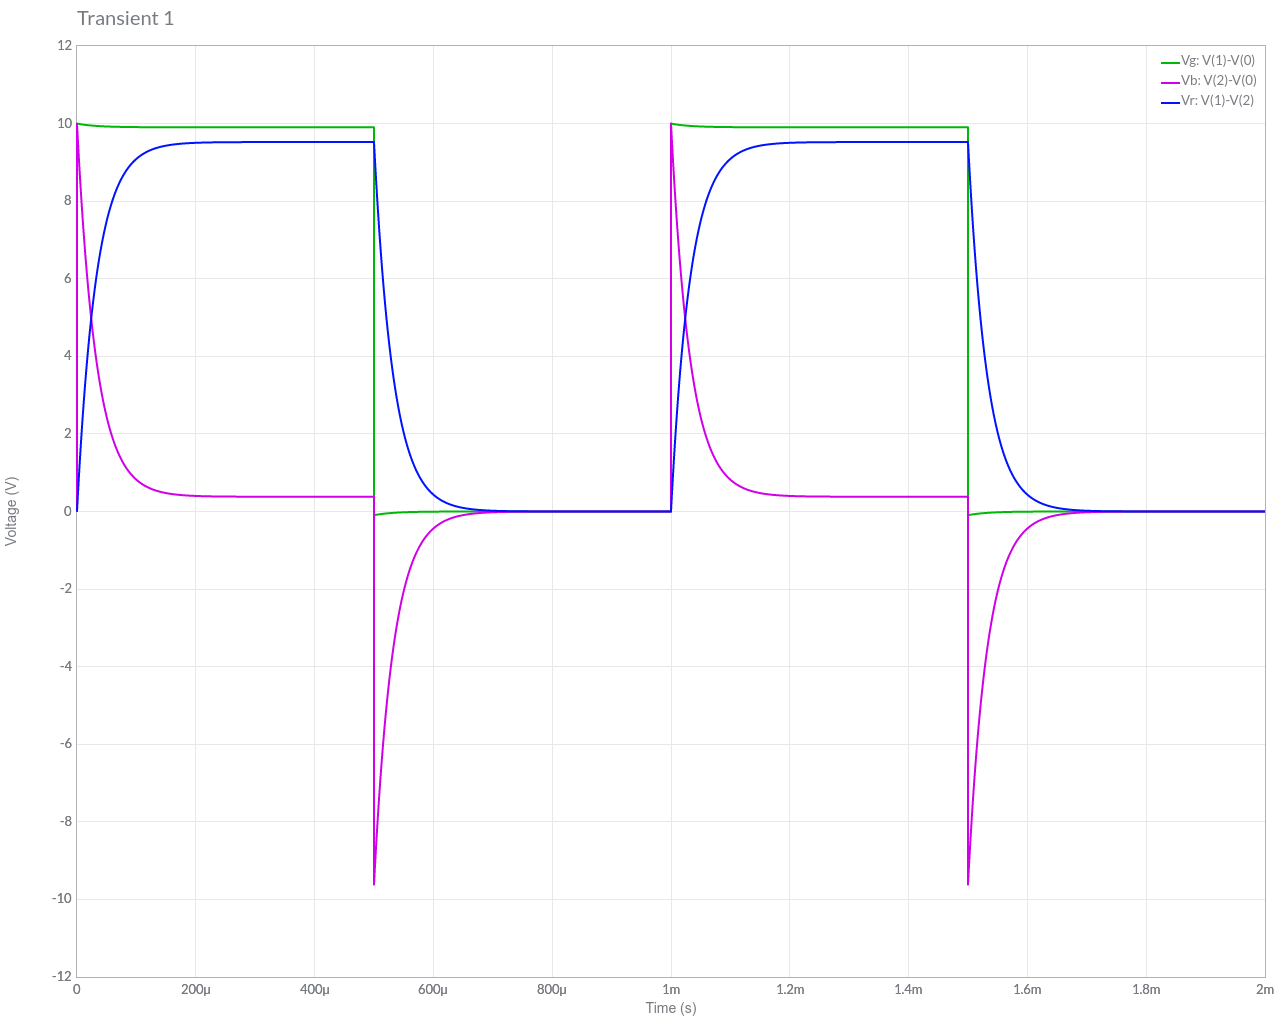 Transient 1
Vg: V(1)-V(0)
Vb: V(2)-V(0)
Vr: V(1)-V(2)
12
10
8
6
4
2
0
-2
-4
-6
-8
-10
-12
Voltage (V)
0 200μ 400μ 600μ 800μ 1m 1.2m 1.4m 1.6m 1.8m 2m
Time (s)